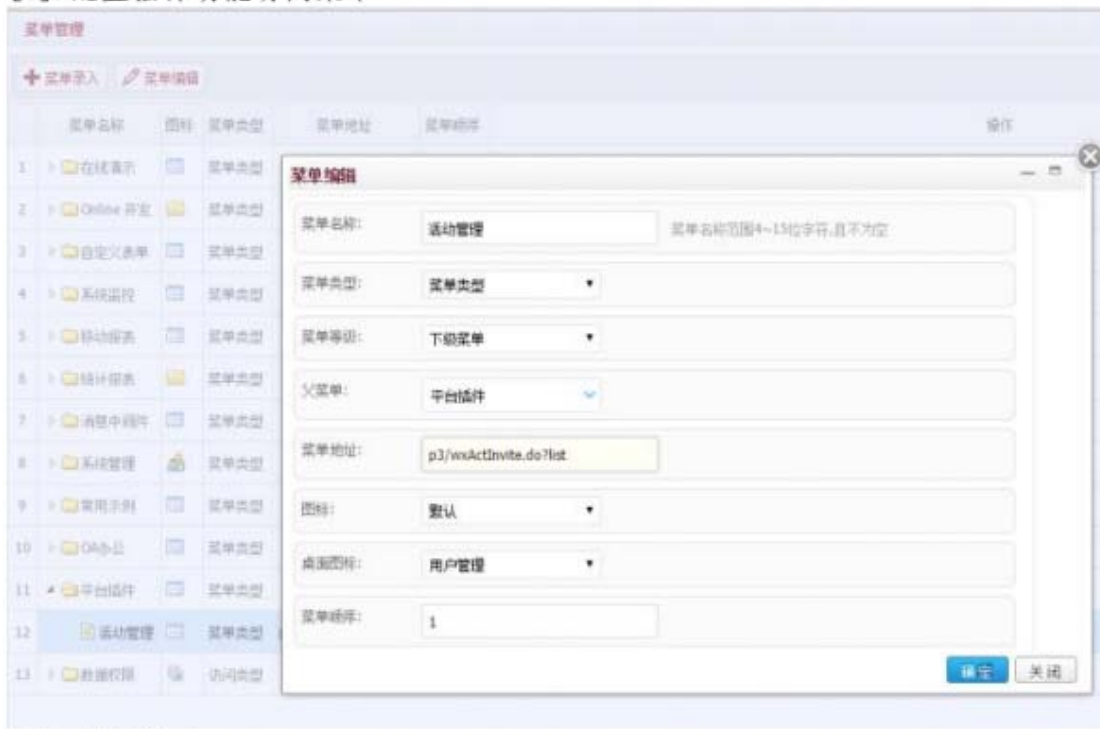 菜单管理
菜单录入 菜单编辑
菜单名称 图标 菜单类型 菜单地址 菜单顺序 操作
1 在线演示 菜单类型
2 Online 开发 菜单类型
3 自定义表单 菜单类型
4 系统监控 菜单类型
5 移动报表 菜单类型
6 统计报表 菜单类型
7 消息中间件 菜单类型
8 系统管理 菜单类型
9 常用示例 菜单类型
10 OA办公 菜单类型
11 平台插件 菜单类型
12 活动管理 菜单类型
13 数据权限 访问类型
菜单编辑
菜单名称: 活动管理 菜单名称范围4~15位字符,且不为空
菜单类型: 菜单类型
菜单等级: 下级菜单
父菜单: 平台插件
菜单地址: p3/wxActInvite.do?list
图标: 默认
桌面图标: 用户管理
菜单顺序: 1
确定 关闭